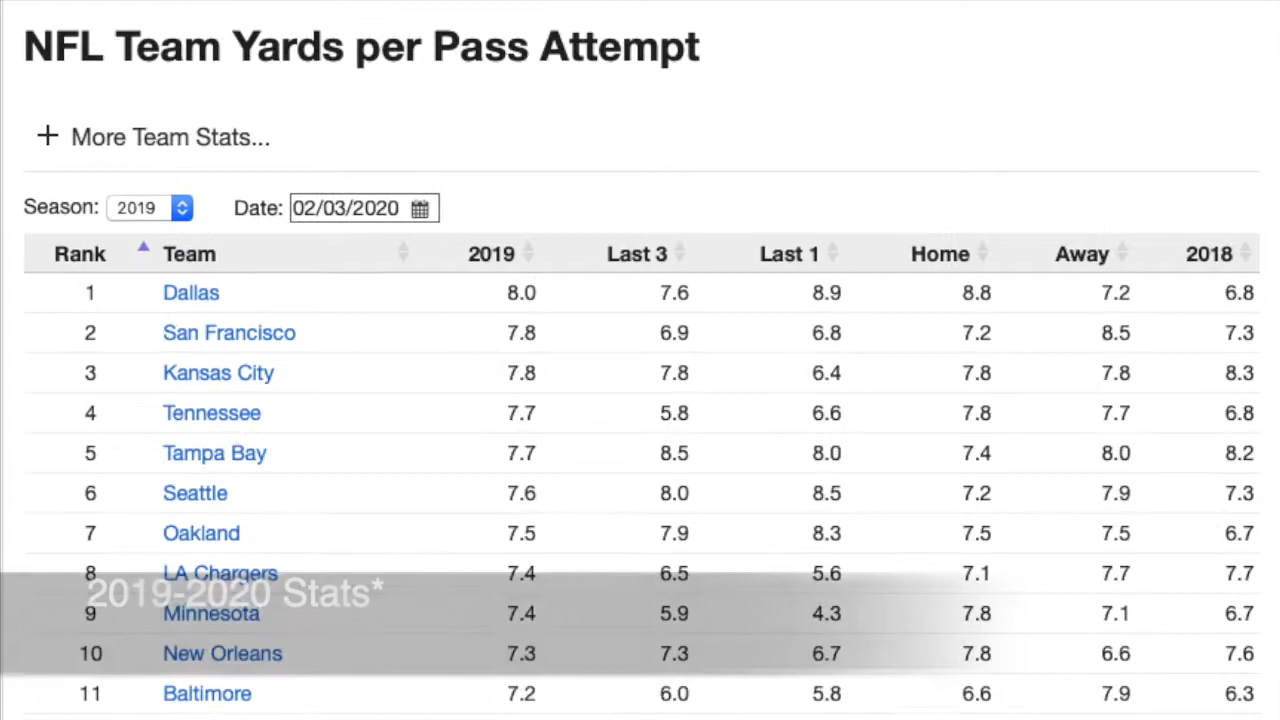 NFL Team Yards per Pass Attempt
+ More Team Stats...
Season: 2019 Date: 02/03/2020
Rank Team 2019 Last 3 Last 1 Home Away 2018
1 Dallas 8.0 7.6 8.9 8.8 7.2 6.8
2 San Francisco 7.8 6.9 6.8 7.2 8.5 7.3
3 Kansas City 7.8 7.8 6.4 7.8 7.8 8.3
4 Tennessee 7.7 5.8 6.6 7.8 7.7 6.8
5 Tampa Bay 7.7 8.5 8.0 7.4 8.0 8.2
6 Seattle 7.6 8.0 8.5 7.2 7.9 7.3
7 Oakland 7.5 7.9 8.3 7.5 7.5 6.7
8 LA Chargers 7.4 6.5 5.6 7.1 7.7 7.7
2019-2020 Stats*
9 Minnesota 7.4 5.9 4.3 7.8 7.1 6.7
10 New Orleans 7.3 7.3 6.7 7.8 6.6 7.6
11 Baltimore 7.2 6.0 5.8 6.6 7.9 6.3